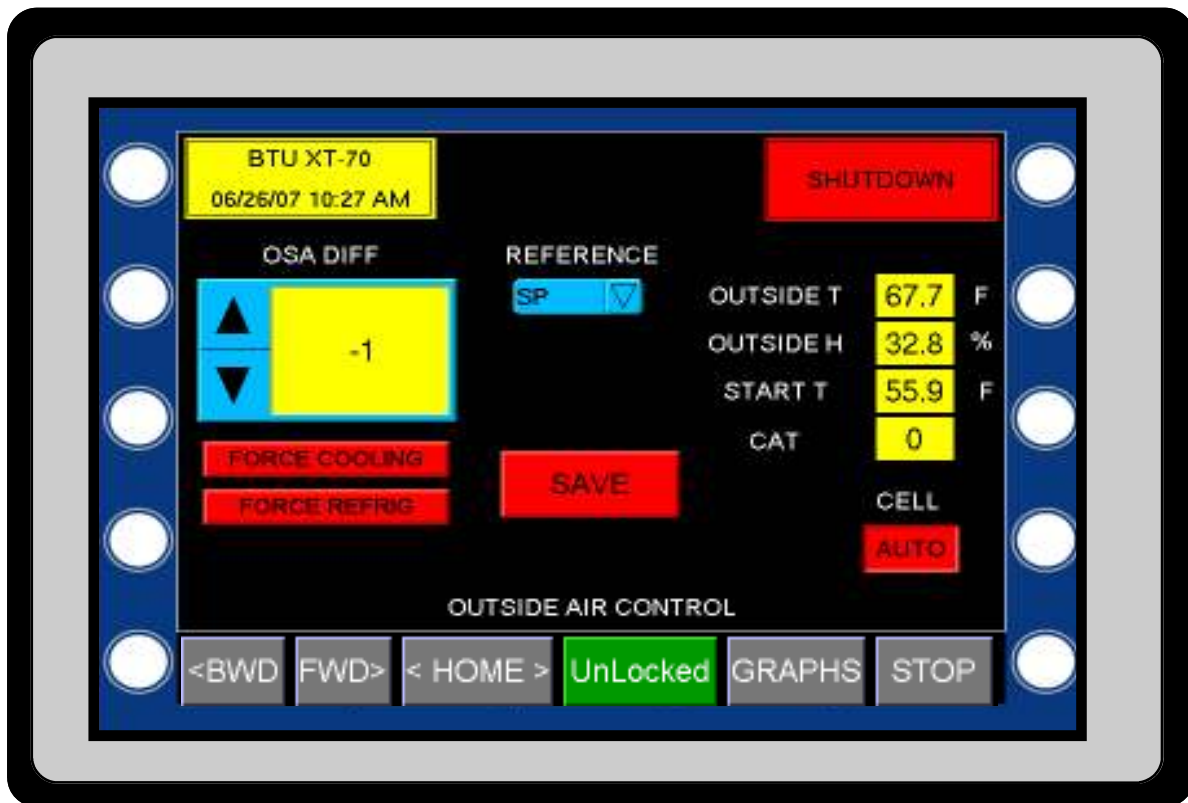 BTU XT-70
06/26/07 10:27 AM
SHUTDOWN
OSA DIFF
-1
FORCE COOLING
FORCE REFRIG
REFERENCE
SP
SAVE
OUTSIDE T 67.7 F
OUTSIDE H 32.8 %
START T 55.9 F
CAT 0
CELL
AUTO
OUTSIDE AIR CONTROL
<BWD FWD> < HOME > UnLocked GRAPHS STOP